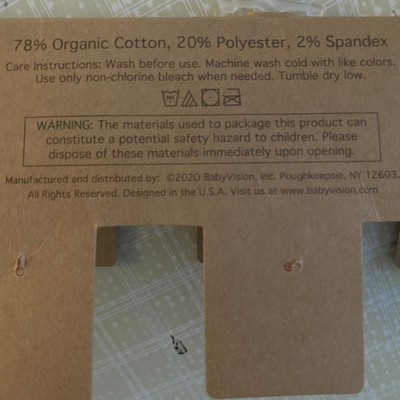 78% Organic Cotton, 20% Polyester, 2% Spandex
Care Instructions: Wash before use. Machine wash cold with like colors.
Use only non-chlorine bleach when needed. Tumble dry low.
WARNING: The materials used to package this product can
constitute a potential safety hazard to children. Please
dispose of these materials immediately upon opening.
Manufactured and distributed by: ©2020 BabyVision, Inc. Poughkeepsie, NY 12603.
All Rights Reserved. Designed in the U.S.A. Visit us at www.babyvision.com